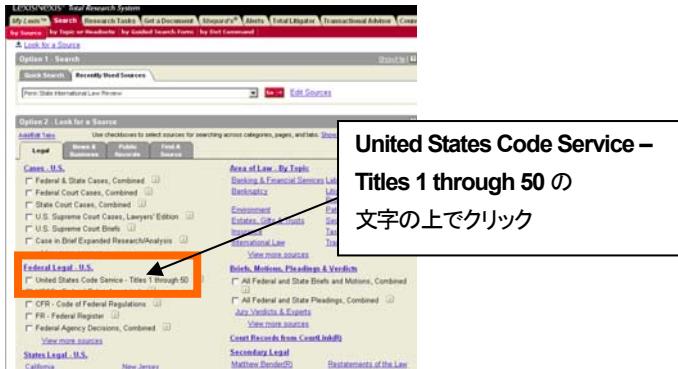 LEXISNEXIS® Total Research System
My Lexis™ Search Research Tasks Get a Document Shepard's® Alerts Total Litigator Transactional Advisor
by Source by Topic or Headnote by Guided Search Form by Dot Command
Look for a Source
Option 1 - Search
Quick Search Recently Used Sources
Penn State International Law Review Go Edit Sources
Option 2 - Look for a Source
Add/Edit Tabs Use checkboxes to select sources for searching across categories, pages, and tabs.
Legal News & Business Public Records Find A Source
Cases - U.S. Area of Law - By Topic
Federal & State Cases, Combined Banking & Financial Services
Federal Court Cases, Combined Bankruptcy
State Court Cases, Combined
U.S. Supreme Court Cases, Lawyers' Edition Environment
U.S. Supreme Court Briefs Estates, Gifts & Trusts
Case in Brief Expanded Research/Analysis Insurance
International Law
View more sources
Federal Legal - U.S. Briefs, Motions, Pleadings & Verdicts
United States Code Service - Titles 1 through 50 All Federal and State Briefs and Motions, Combined
CFR - Code of Federal Regulations All Federal and State Pleadings, Combined
FR - Federal Register Jury Verdicts & Experts
Federal Agency Decisions, Combined View more sources
View more sources Court Records from CourtLink(R)
States Legal - U.S. Secondary Legal
California New Jersey Matthew Bender(R) Restatements of the Law
United States Code Service –
Titles 1 through 50 の
文字の上でクリック